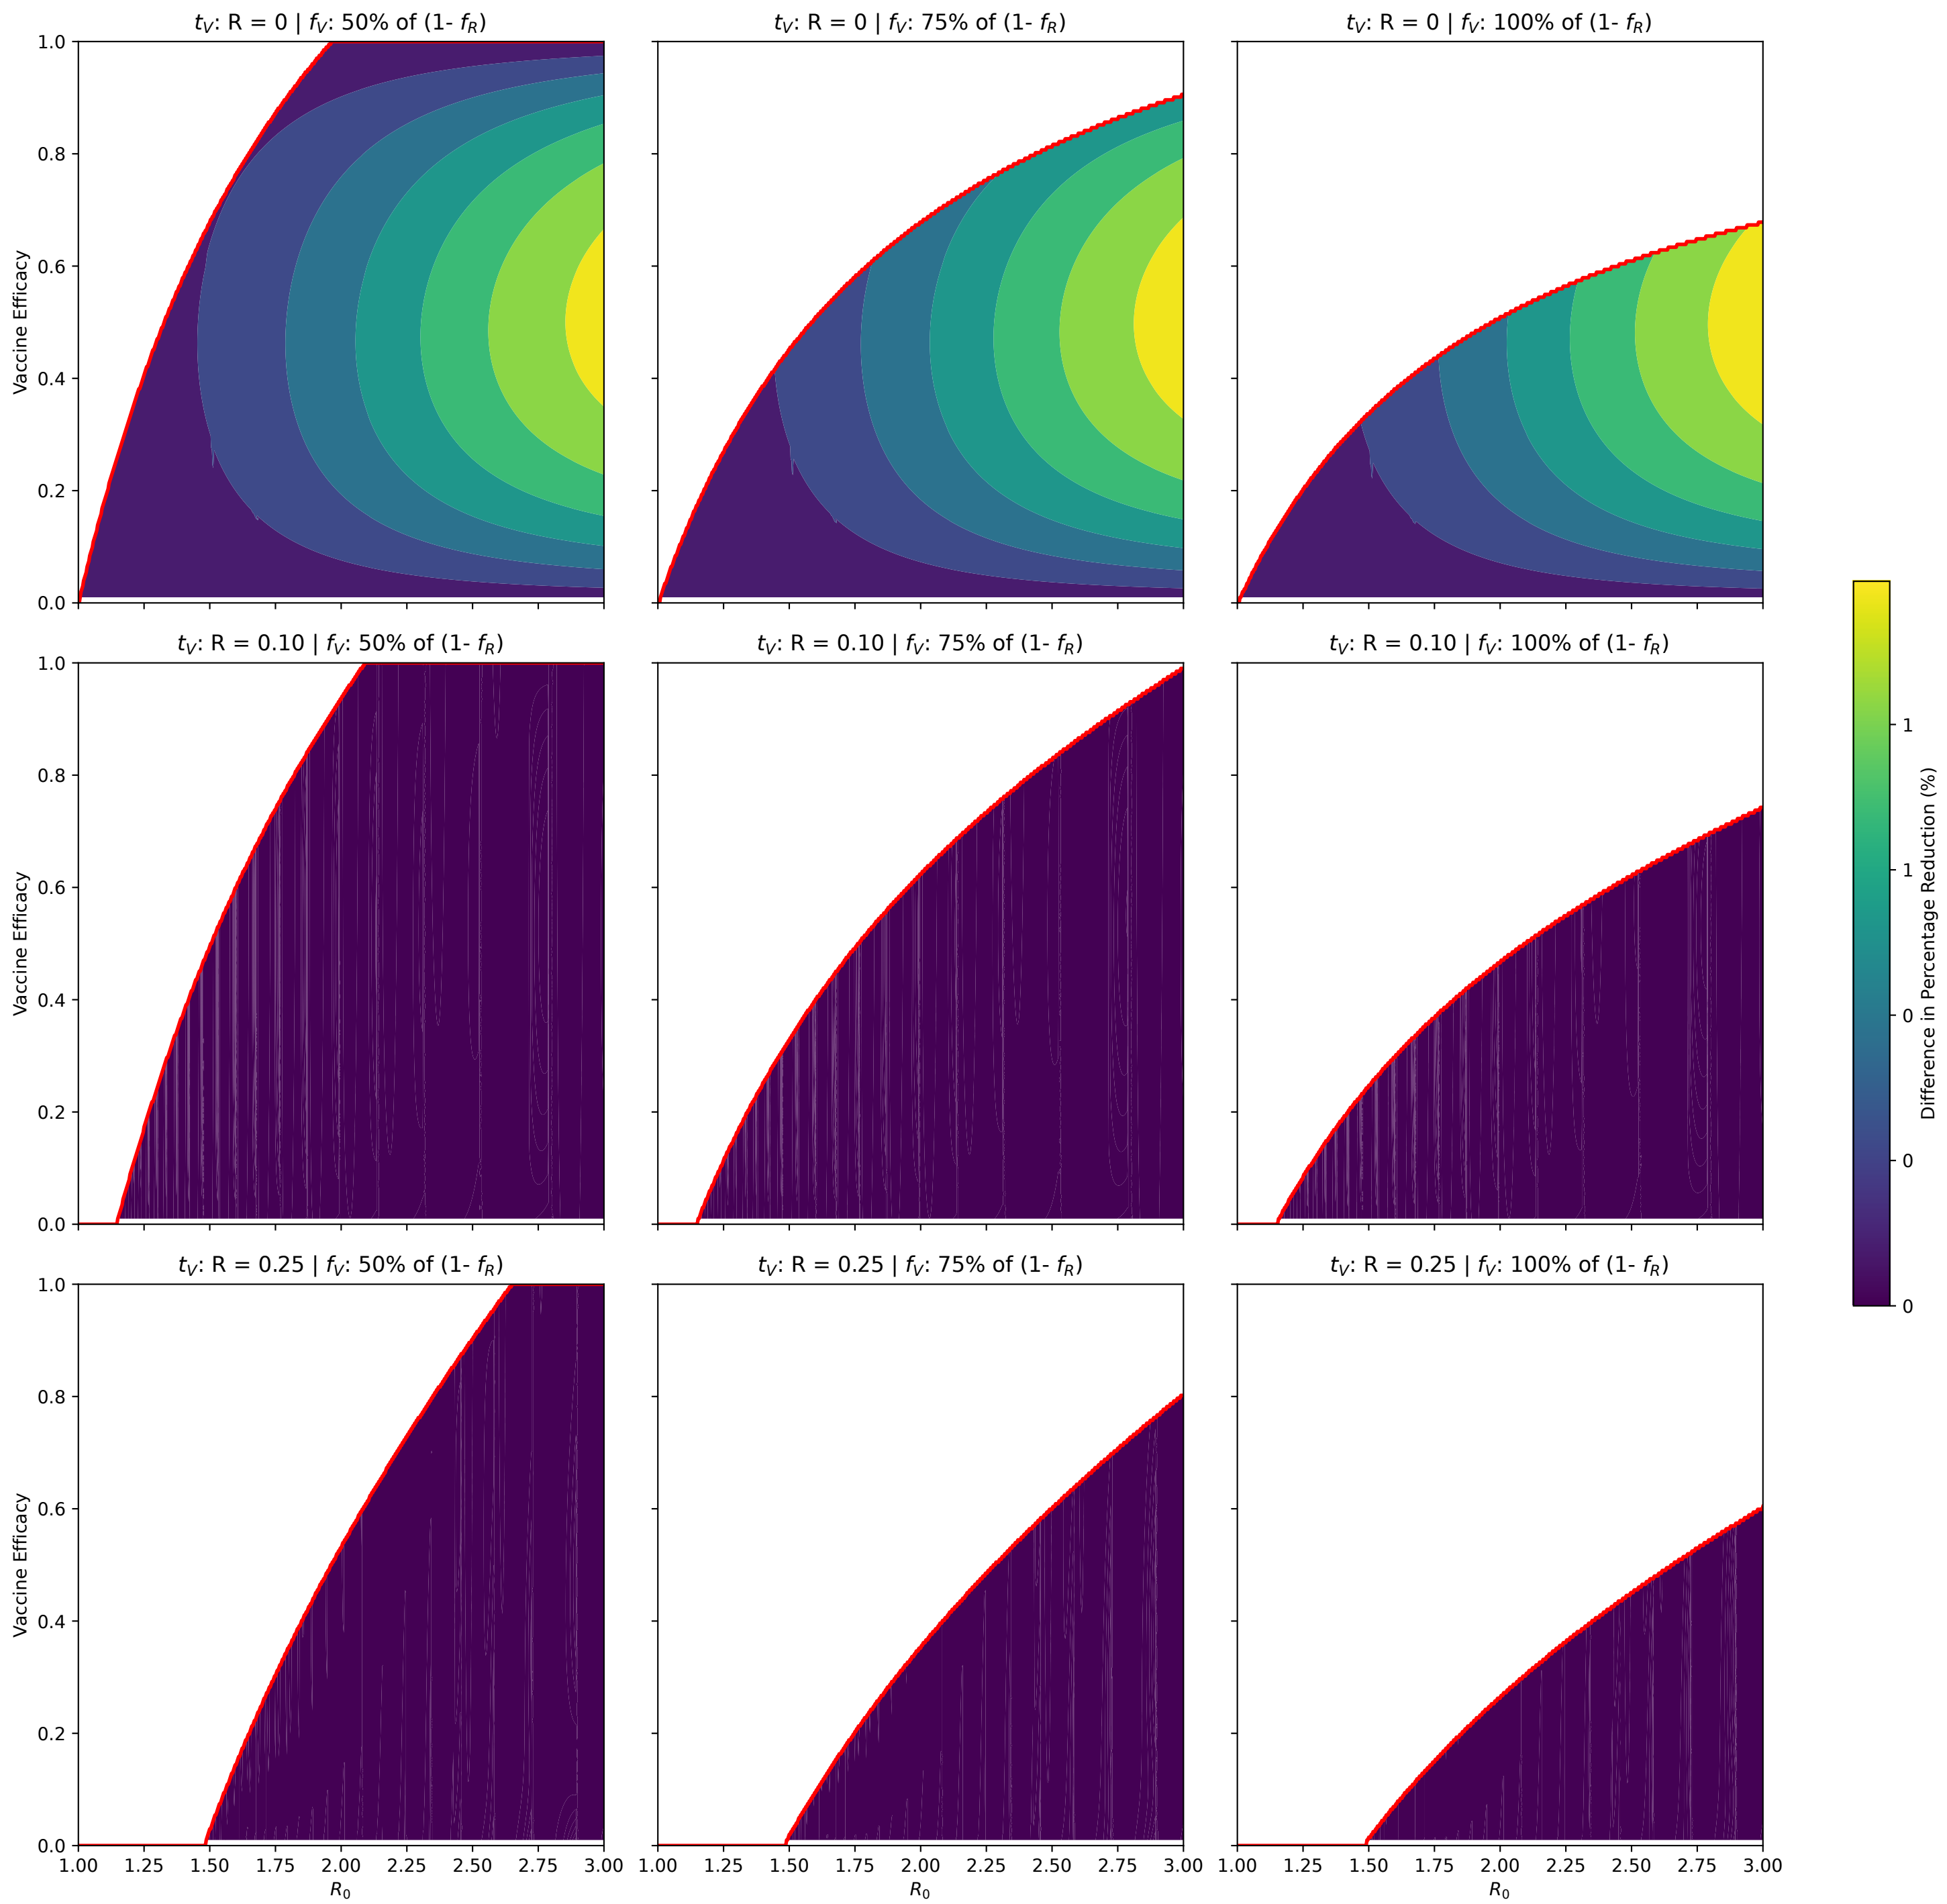 t_V: R = 0 | f_V: 50% of (1- f_R)
t_V: R = 0 | f_V: 75% of (1- f_R)
t_V: R = 0 | f_V: 100% of (1- f_R)
1.0
0.8
0.6
0.4
0.2
0.0
Vaccine Efficacy
t_V: R = 0.10 | f_V: 50% of (1- f_R)
t_V: R = 0.10 | f_V: 75% of (1- f_R)
t_V: R = 0.10 | f_V: 100% of (1- f_R)
1.0
0.8
0.6
0.4
0.2
0.0
Vaccine Efficacy
t_V: R = 0.25 | f_V: 50% of (1- f_R)
t_V: R = 0.25 | f_V: 75% of (1- f_R)
t_V: R = 0.25 | f_V: 100% of (1- f_R)
1.0
0.8
0.6
0.4
0.2
0.0
Vaccine Efficacy
1.00 1.25 1.50 1.75 2.00 2.25 2.50 2.75 3.00
R_0
1.00 1.25 1.50 1.75 2.00 2.25 2.50 2.75 3.00
R_0
1.00 1.25 1.50 1.75 2.00 2.25 2.50 2.75 3.00
R_0
1
1
0
0
0
Difference in Percentage Reduction (%)